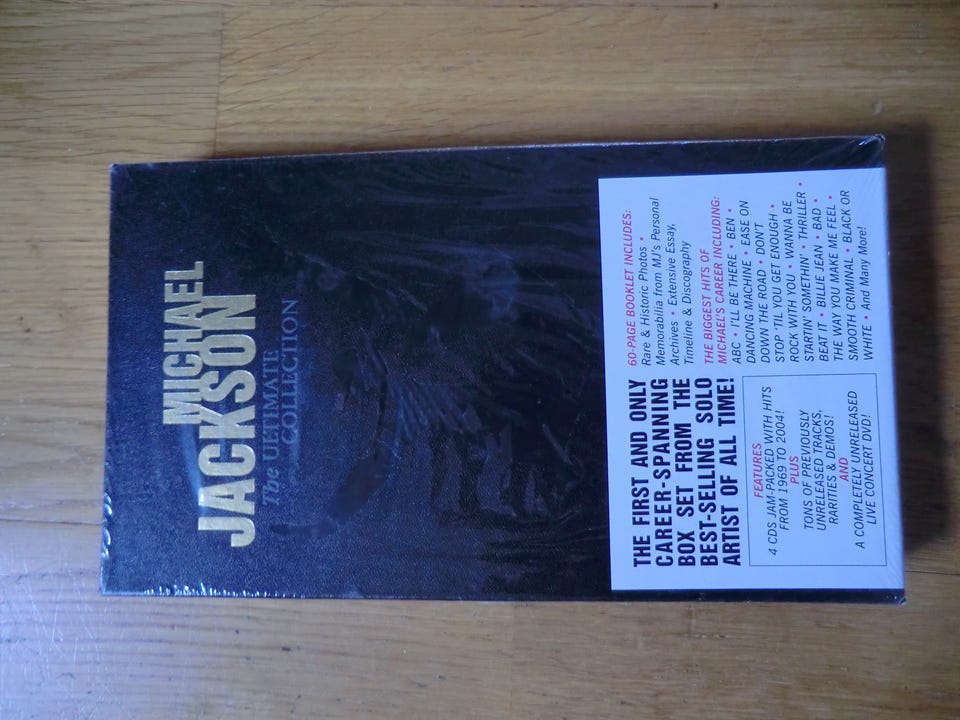 MICHAEL
JACKSON
The ULTIMATE
COLLECTION
THE FIRST AND ONLY
CAREER-SPANNING
BOX SET FROM THE
BEST-SELLING SOLO
ARTIST OF ALL TIME!
FEATURES
4 CDS JAM-PACKED WITH HITS
FROM 1969 TO 2004!
PLUS
TONS OF PREVIOUSLY
UNRELEASED TRACKS,
RARITIES & DEMOS!
AND
A COMPLETELY UNRELEASED
LIVE CONCERT DVD!
60-PAGE BOOKLET INCLUDES:
Rare & Historic Photos •
Memorabilia from MJ's Personal
Archives • Extensive Essay,
Timeline & Discography
THE BIGGEST HITS OF
MICHAEL'S CAREER INCLUDING:
ABC • I'LL BE THERE • BEN •
DANCING MACHINE • EASE ON
DOWN THE ROAD • DON'T
STOP 'TIL YOU GET ENOUGH •
ROCK WITH YOU • WANNA BE
STARTIN' SOMETHIN' • THRILLER •
BEAT IT • BILLIE JEAN • BAD •
THE WAY YOU MAKE ME FEEL •
SMOOTH CRIMINAL • BLACK OR
WHITE • And Many More!